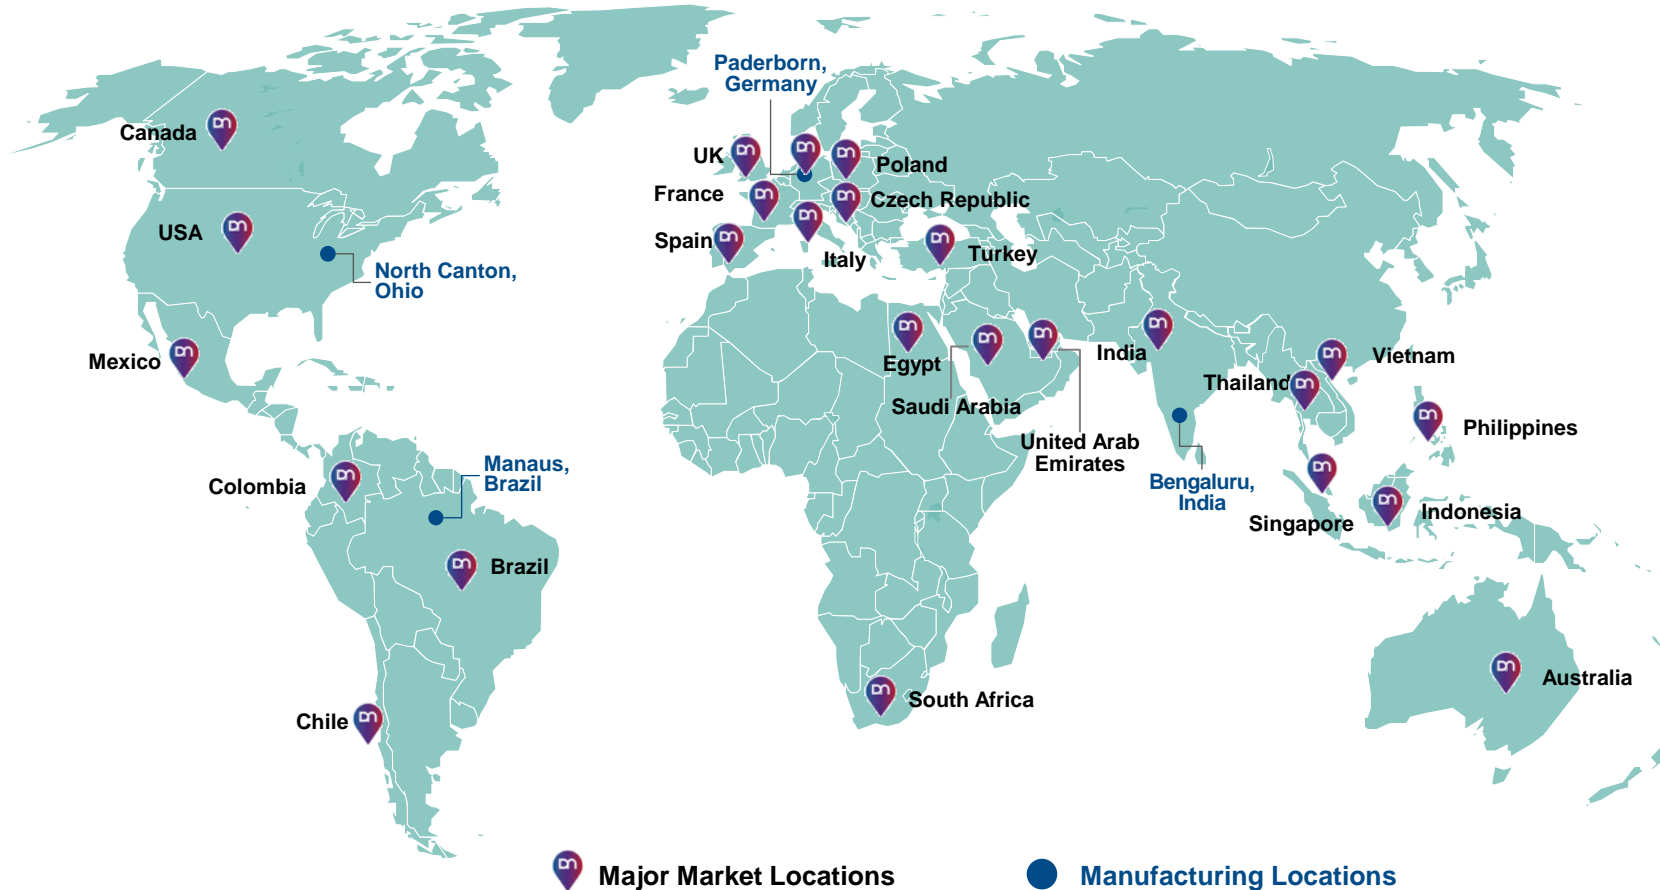 Paderborn,
Germany
Canada
UK
Poland
France
Czech Republic
USA
Spain
Italy
Turkey
North Canton,
Ohio
Mexico
Egypt
India
Vietnam
Thailand
Saudi Arabia
United Arab
Emirates
Philippines
Colombia
Manaus,
Brazil
Bengaluru,
India
Singapore
Indonesia
Brazil
Australia
South Africa
Chile
Major Market Locations
Manufacturing Locations